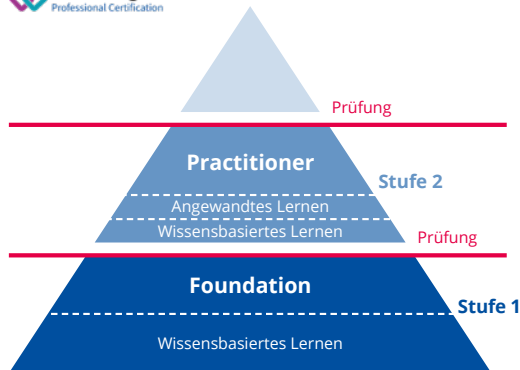 Professional Certification
Prüfung
Practitioner
Stufe 2
Angewandtes Lernen
Wissensbasiertes Lernen
Prüfung
Foundation
Stufe 1
Wissensbasiertes Lernen